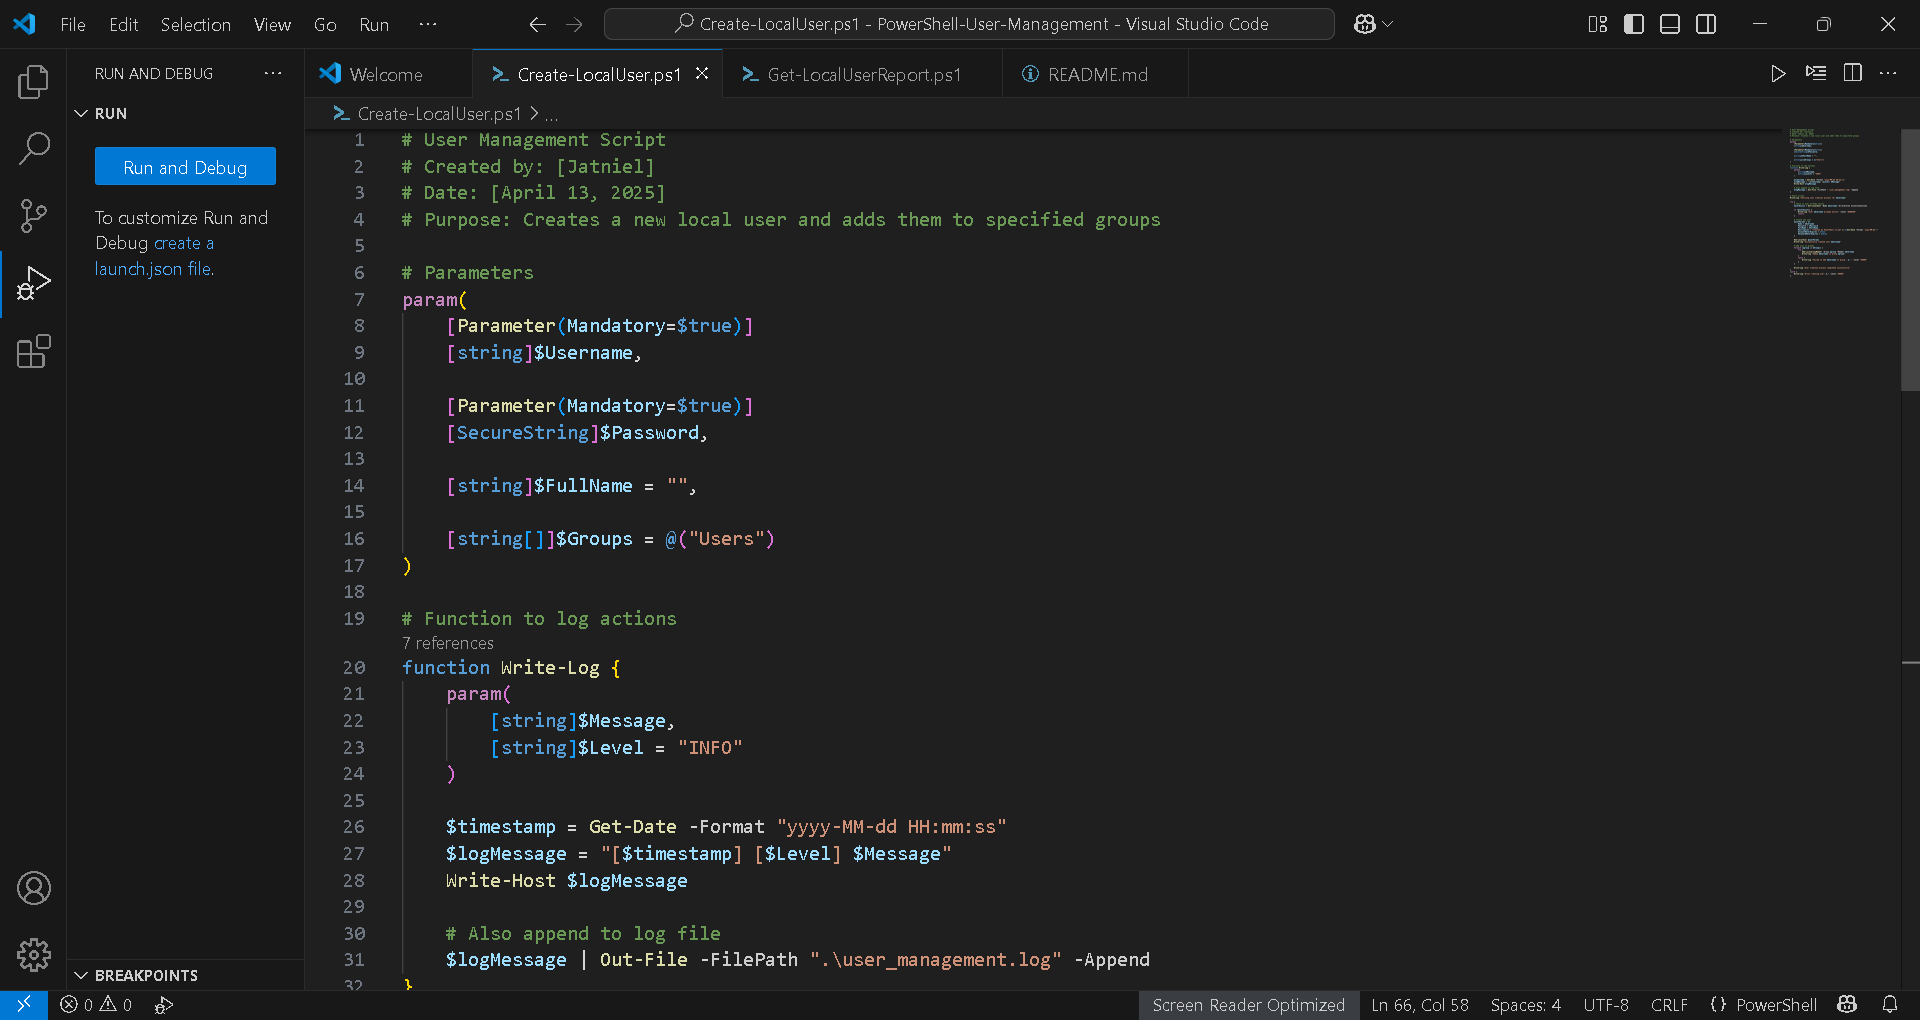 File Edit Selection View Go Run ···
Create-LocalUser.ps1 - PowerShell-User-Management - Visual Studio Code
RUN AND DEBUG ···
RUN
Run and Debug
To customize Run and
Debug create a
launch.json file.
BREAKPOINTS
Welcome
Create-LocalUser.ps1
Get-LocalUserReport.ps1
README.md
Create-LocalUser.ps1 > ...
1 # User Management Script
2 # Created by: [Jatniel]
3 # Date: [April 13, 2025]
4 # Purpose: Creates a new local user and adds them to specified groups
5
6 # Parameters
7 param(
8 [Parameter(Mandatory=$true)]
9 [string]$Username,
10
11 [Parameter(Mandatory=$true)]
12 [SecureString]$Password,
13
14 [string]$FullName = "",
15
16 [string[]]$Groups = @("Users")
17 )
18
19 # Function to log actions
7 references
20 function Write-Log {
21 param(
22 [string]$Message,
23 [string]$Level = "INFO"
24 )
25
26 $timestamp = Get-Date -Format "yyyy-MM-dd HH:mm:ss"
27 $logMessage = "[$timestamp] [$Level] $Message"
28 Write-Host $logMessage
29
30 # Also append to log file
31 $logMessage | Out-File -FilePath ".\user_management.log" -Append
32 }
0 0
Screen Reader Optimized Ln 66, Col 58 Spaces: 4 UTF-8 CRLF {} PowerShell